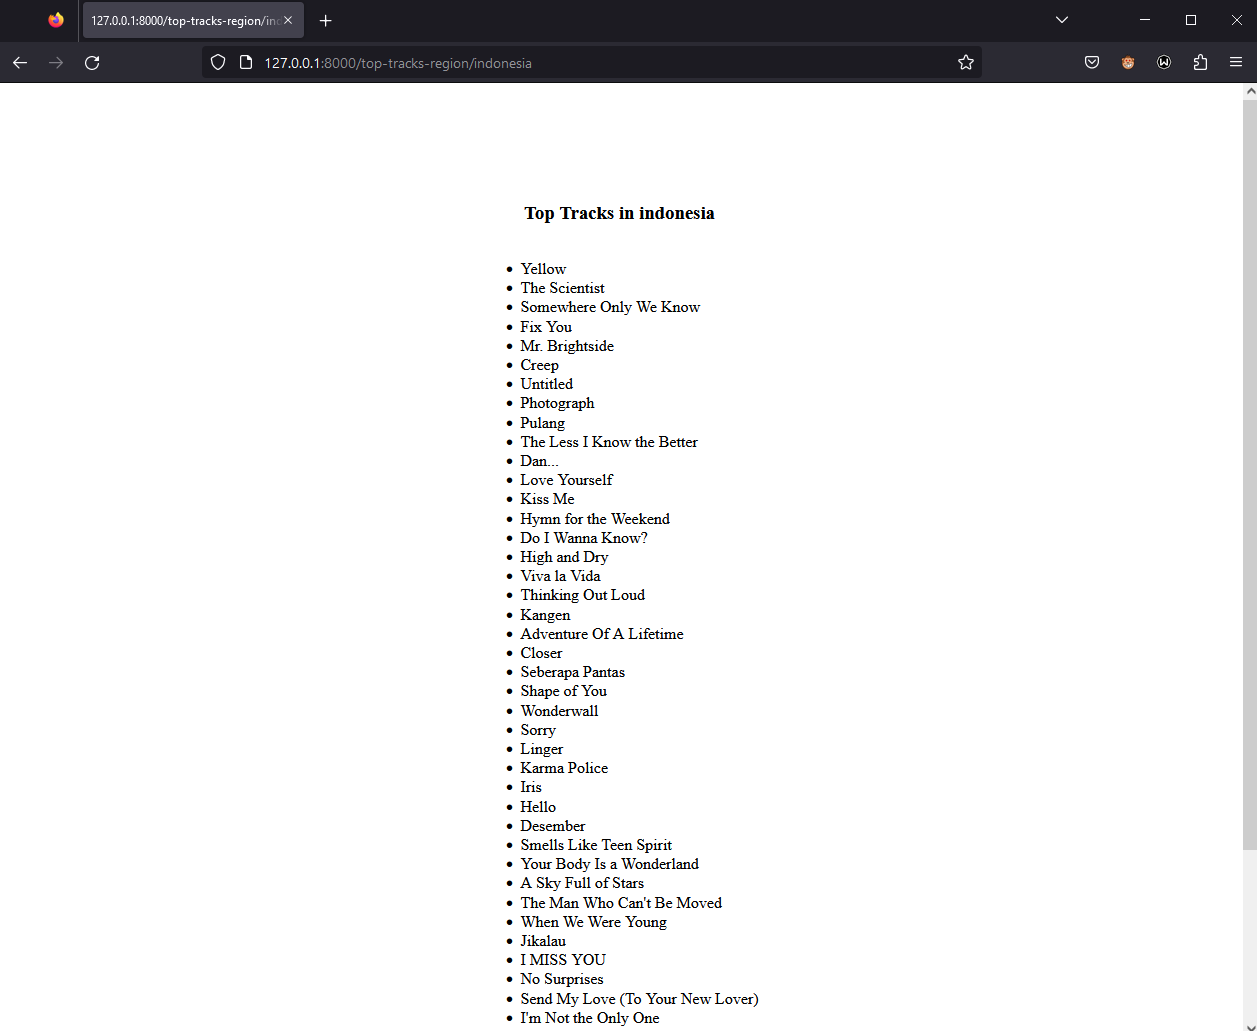 127.0.0.1:8000/top-tracks-region/ind
127.0.0.1:8000/top-tracks-region/indonesia
Top Tracks in indonesia
Yellow
The Scientist
Somewhere Only We Know
Fix You
Mr. Brightside
Creep
Untitled
Photograph
Pulang
The Less I Know the Better
Dan...
Love Yourself
Kiss Me
Hymn for the Weekend
Do I Wanna Know?
High and Dry
Viva la Vida
Thinking Out Loud
Kangen
Adventure Of A Lifetime
Closer
Seberapa Pantas
Shape of You
Wonderwall
Sorry
Linger
Karma Police
Iris
Hello
Desember
Smells Like Teen Spirit
Your Body Is a Wonderland
A Sky Full of Stars
The Man Who Can't Be Moved
When We Were Young
Jikalau
I MISS YOU
No Surprises
Send My Love (To Your New Lover)
I'm Not the Only One